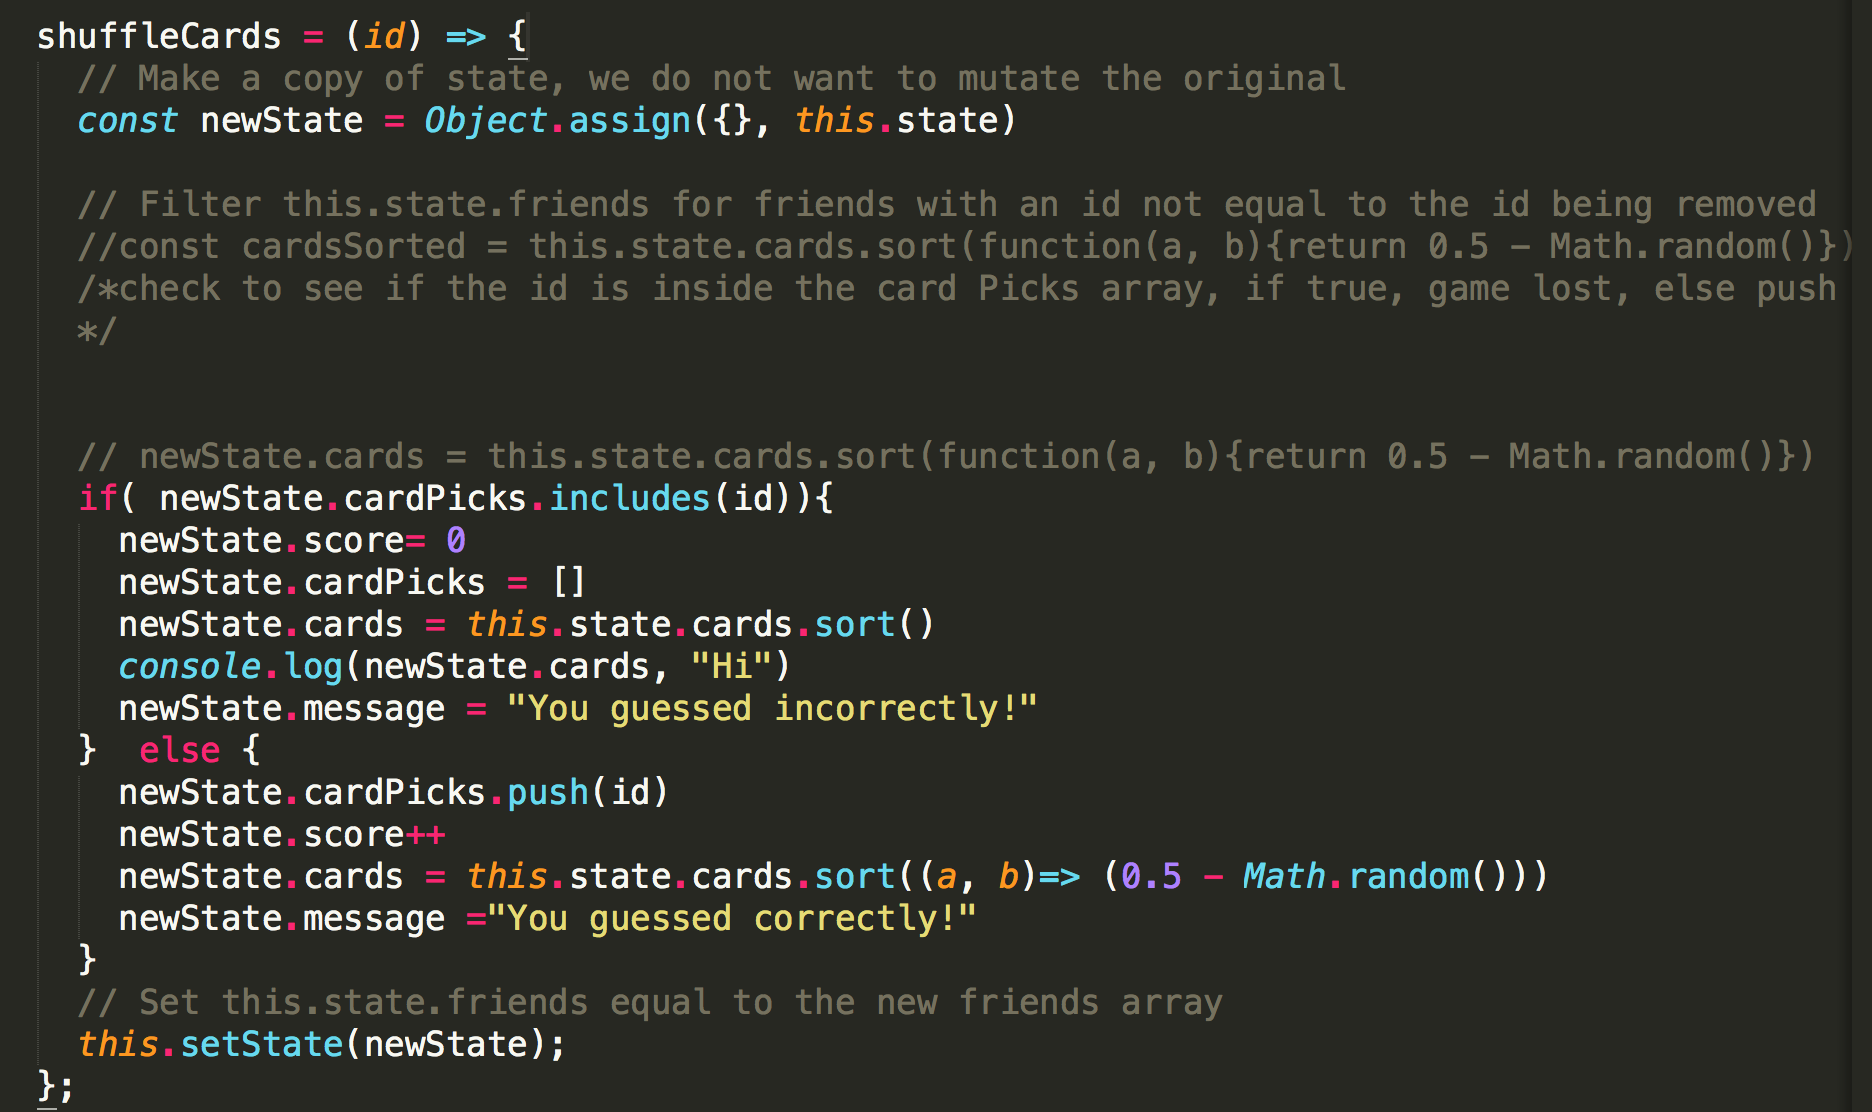 shuffleCards = (id) => {
// Make a copy of state, we do not want to mutate the original
const newState = Object.assign({}, this.state)
// Filter this.state.friends for friends with an id not equal to the id being removed
//const cardsSorted = this.state.cards.sort(function(a, b){return 0.5 - Math.random()})
/*check to see if the id is inside the card Picks array, if true, game lost, else push
*/
// newState.cards = this.state.cards.sort(function(a, b){return 0.5 - Math.random()})
if( newState.cardPicks.includes(id)){
newState.score= 0
newState.cardPicks = []
newState.cards = this.state.cards.sort()
console.log(newState.cards, "Hi")
newState.message = "You guessed incorrectly!"
}  else {
newState.cardPicks.push(id)
newState.score++
newState.cards = this.state.cards.sort((a, b)=> (0.5 - Math.random()))
newState.message ="You guessed correctly!"
}
// Set this.state.friends equal to the new friends array
this.setState(newState);
};